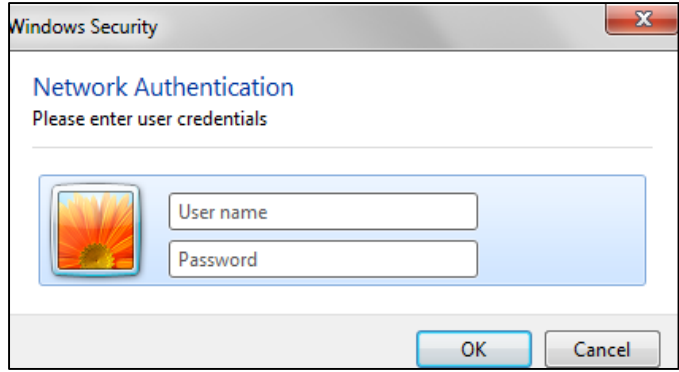 Windows Security
Network Authentication
Please enter user credentials
User name
Password
OK
Cancel